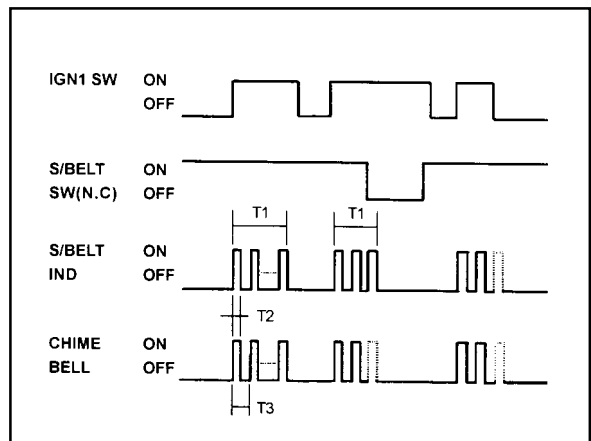 IGN1 SW ON
OFF
S/BELT ON
SW(N.C) OFF
T1 T1
S/BELT ON
IND OFF
T2
CHIME ON
BELL OFF
T3